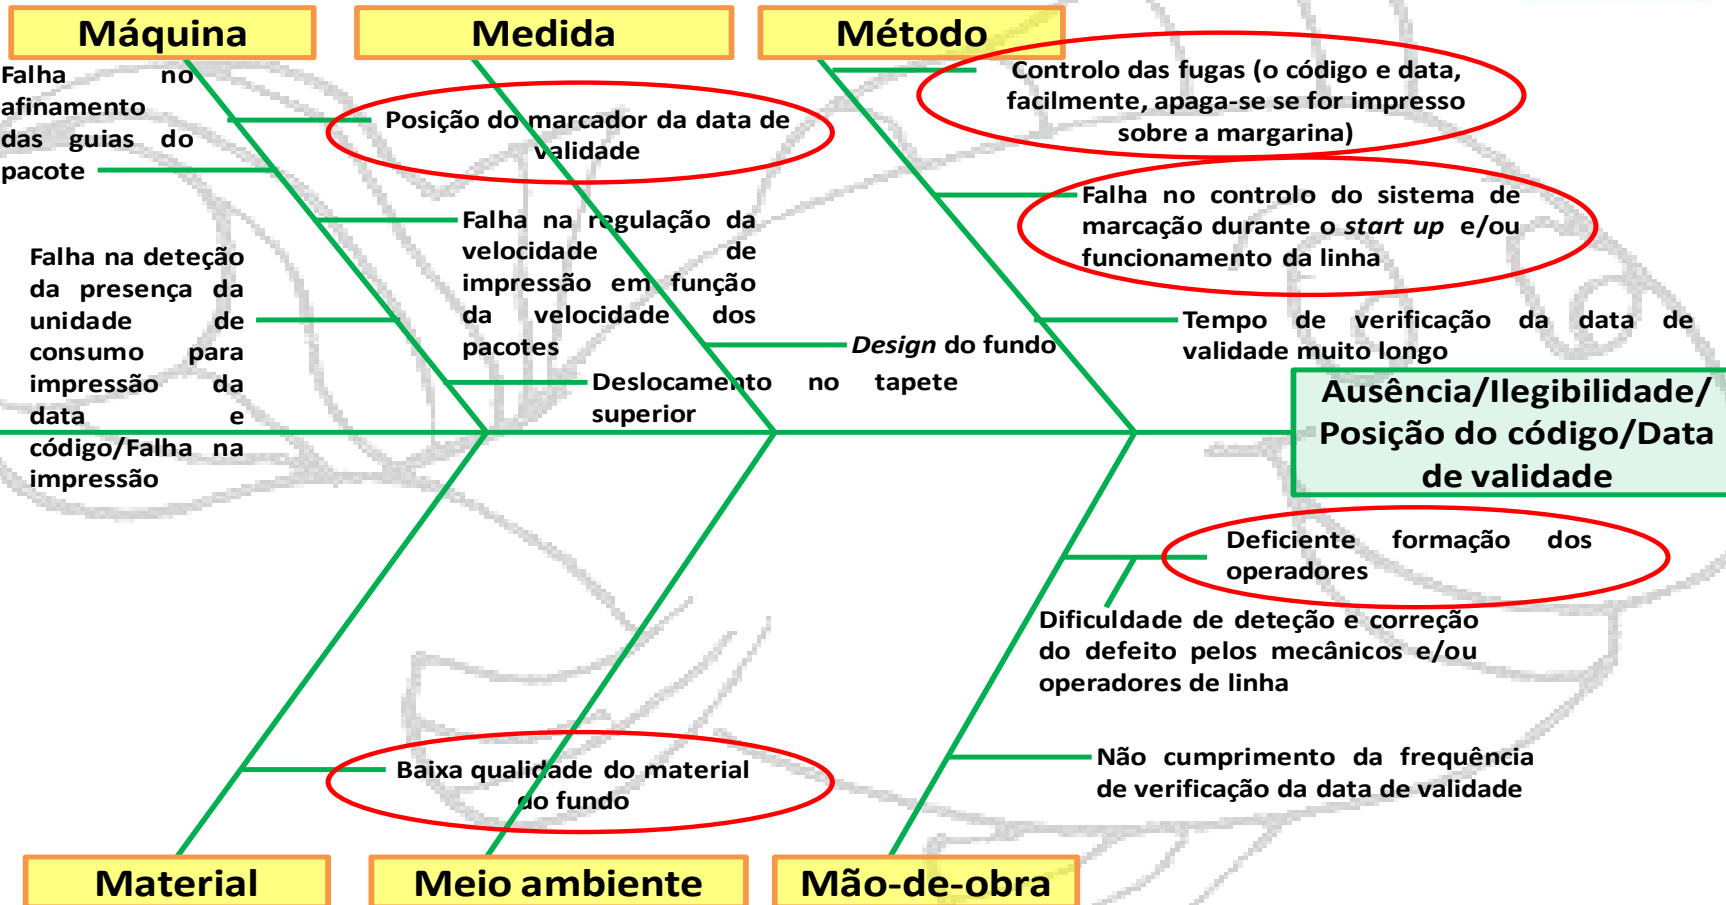 Máquina
Medida
Método
Falha no
afinamento
das guias do
pacote
Posição do marcador da data de
validade
Controlo das fugas (o código e data,
facilmente, apaga-se se for impresso
sobre a margarina)
Falha na regulação da
velocidade de
impressão em função
da velocidade dos
pacotes
Falha no controlo do sistema de
marcação durante o start up e/ou
funcionamento da linha
Falha na deteção
da presença da
unidade de
consumo para
impressão da
data e
código/Falha na
impressão
Design do fundo
Tempo de verificação da data de
validade muito longo
Deslocamento no tapete
superior
Ausência/Ilegibilidade/
Posição do código/Data
de validade
Deficiente formação dos
operadores
Dificuldade de deteção e correção
do defeito pelos mecânicos e/ou
operadores de linha
Baixa qualidade do material
do fundo
Não cumprimento da frequência
de verificação da data de validade
Material
Meio ambiente
Mão-de-obra